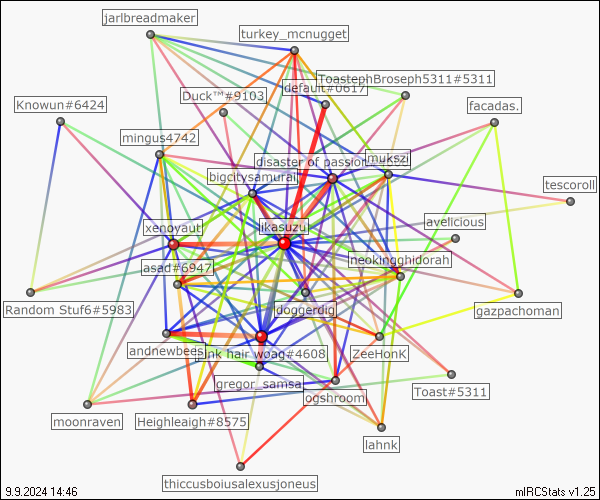 jarlbreadmaker
turkey_mcnugget
ToastephBroseph5311#5311
default#0617
Duck™#9103
Knowun#6424
facadas.
mingus4742
disaster of passion
mukszi
bigcitysamurai
tescoroll
likasuzu
xenoyaut
avelicious
neokingghidorah
asad#6947
doggerdig
Random Stuf6#5983
gazpachoman
andnewbees
pink hair woag#4608
ZeeHonK
gregor_samsa
ogshroom
Toast#5311
moonraven
Heighleaigh#8575
lahnk
thiccusboiusalexusjoneus
9.9.2024 14:46
mIRCStats v1.25